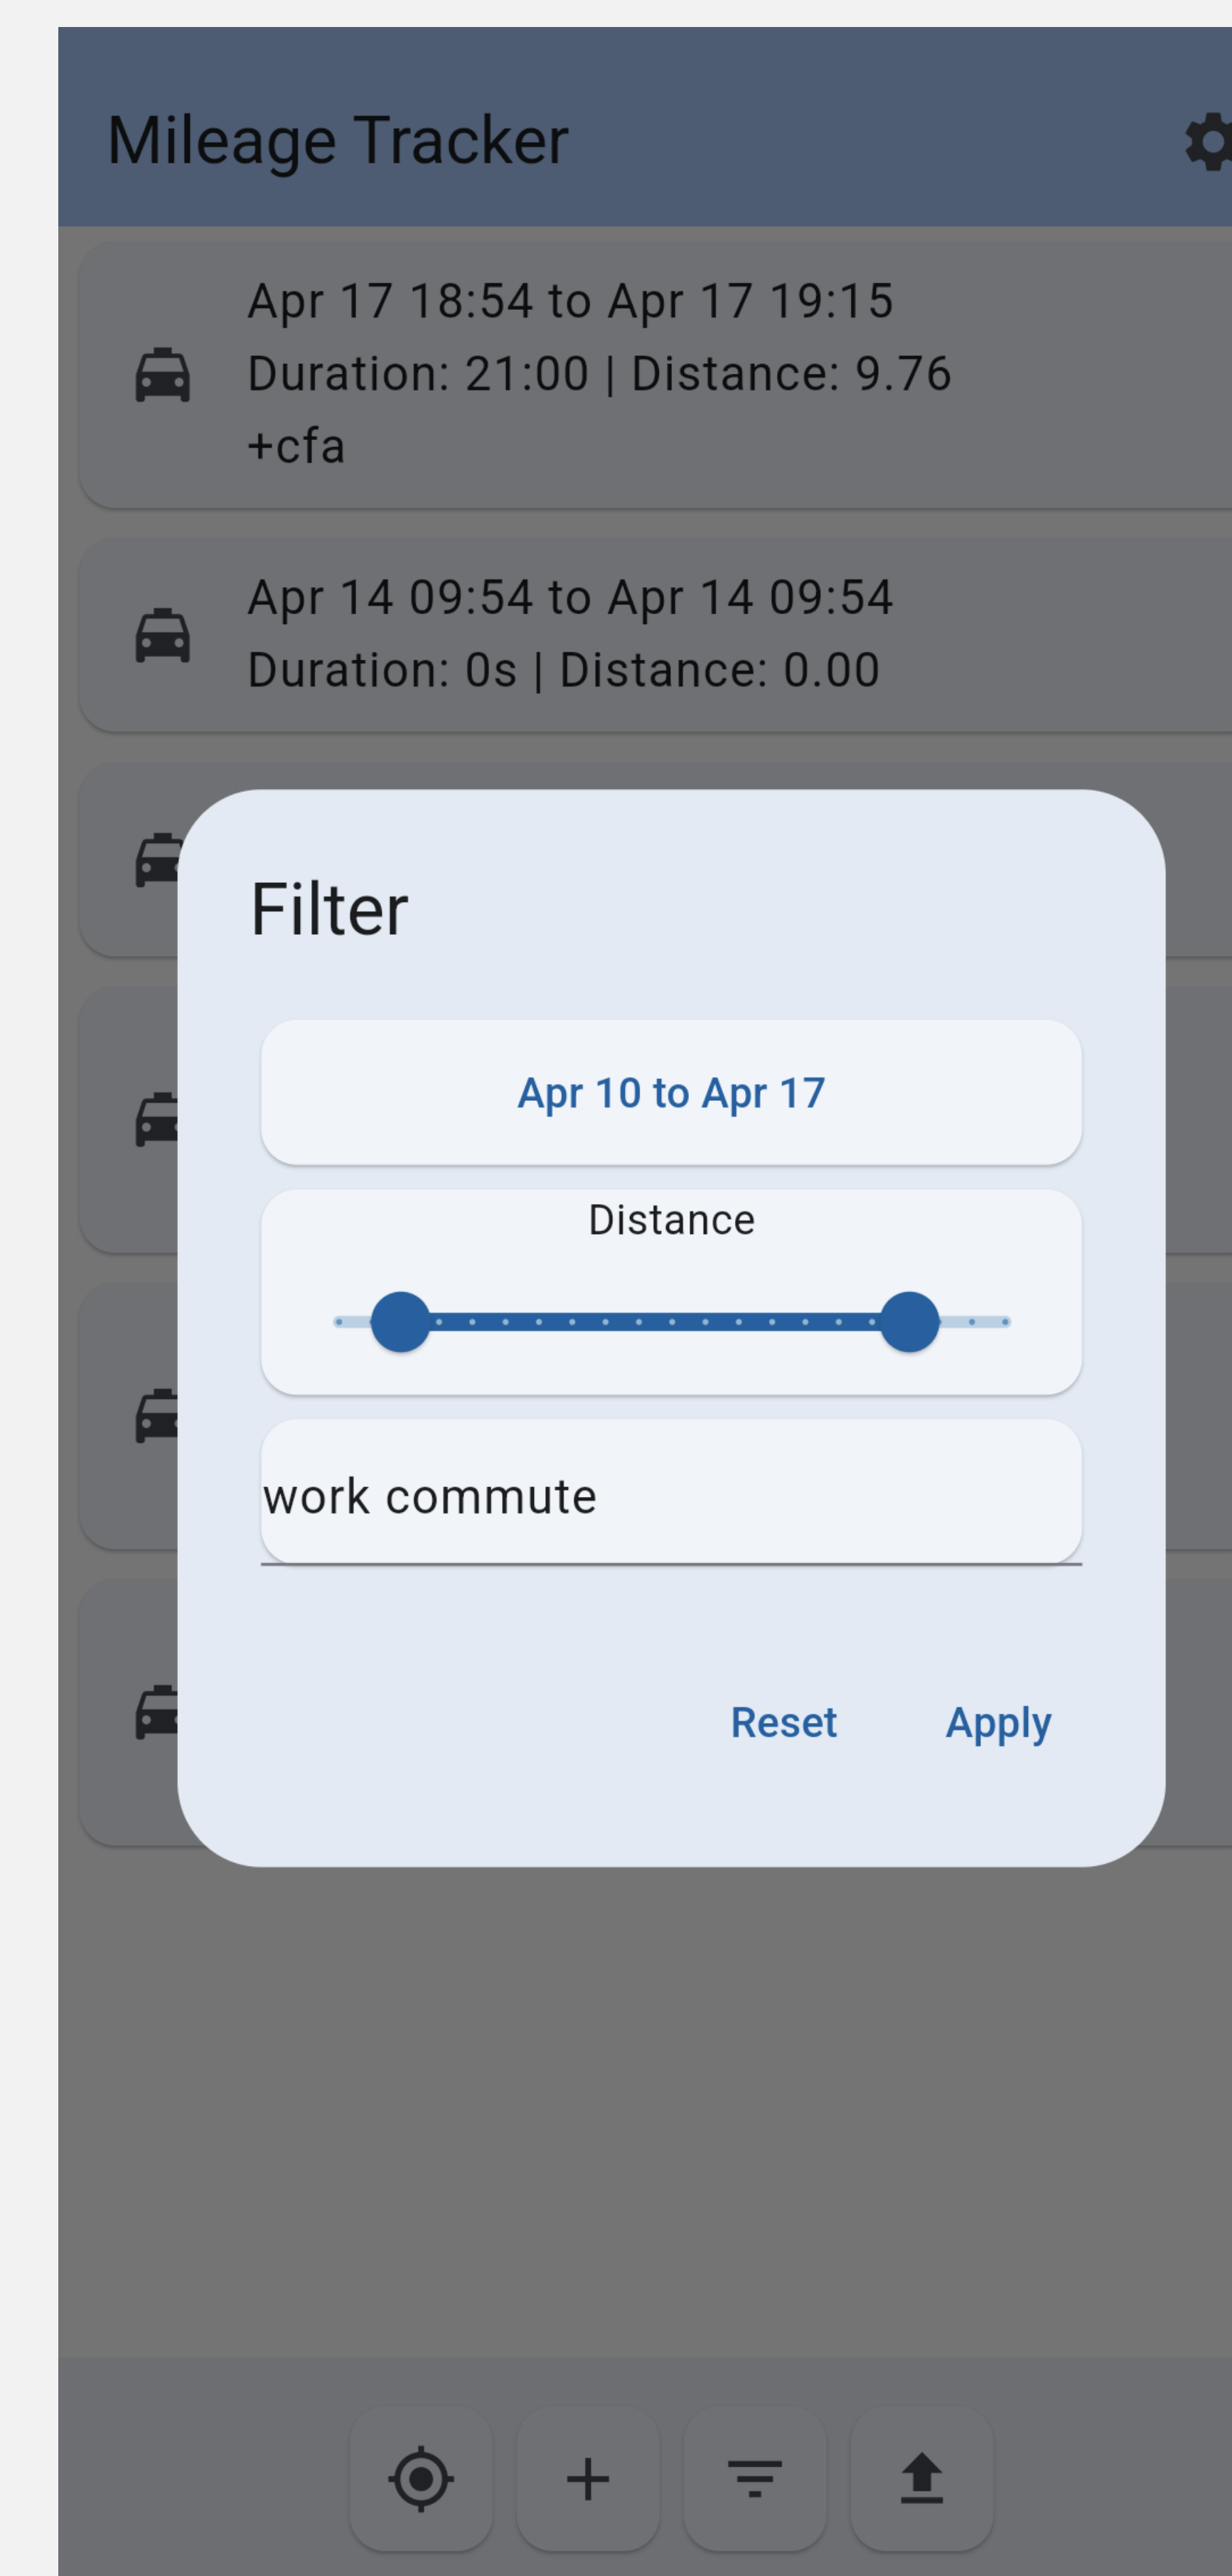 Mileage Tracker
Apr 17 18:54 to Apr 17 19:15
Duration: 21:00 | Distance: 9.76
+cfa
Apr 14 09:54 to Apr 14 09:54
Duration: 0s | Distance: 0.00
Filter
Apr 10 to Apr 17
Distance
work commute
Reset Apply